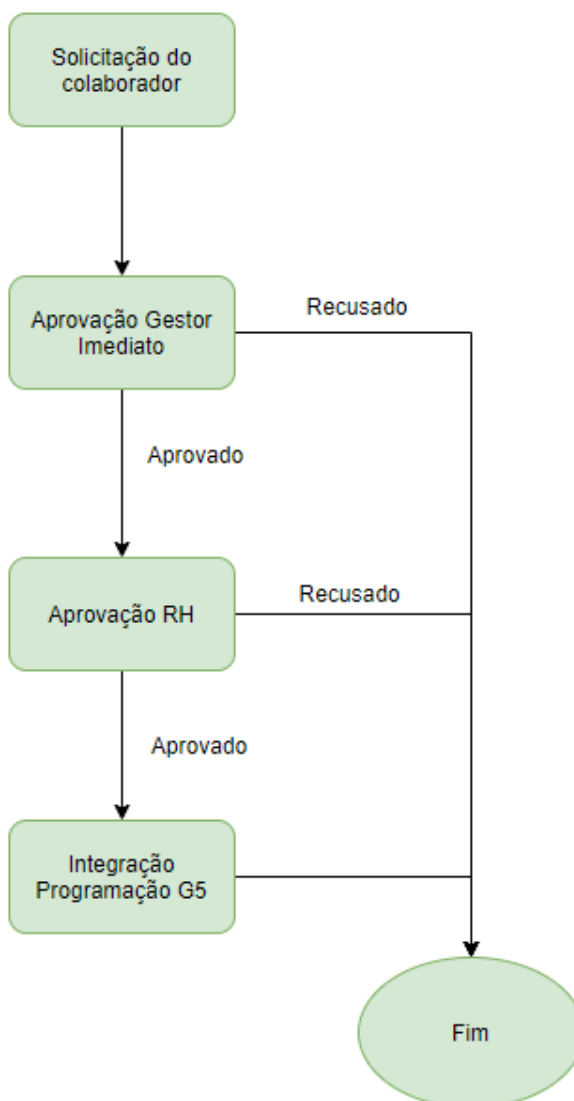 Solicitação do
colaborador
Aprovação Gestor
Imediato
Recusado
Aprovado
Aprovação RH
Recusado
Aprovado
Integração
Programação G5
Fim